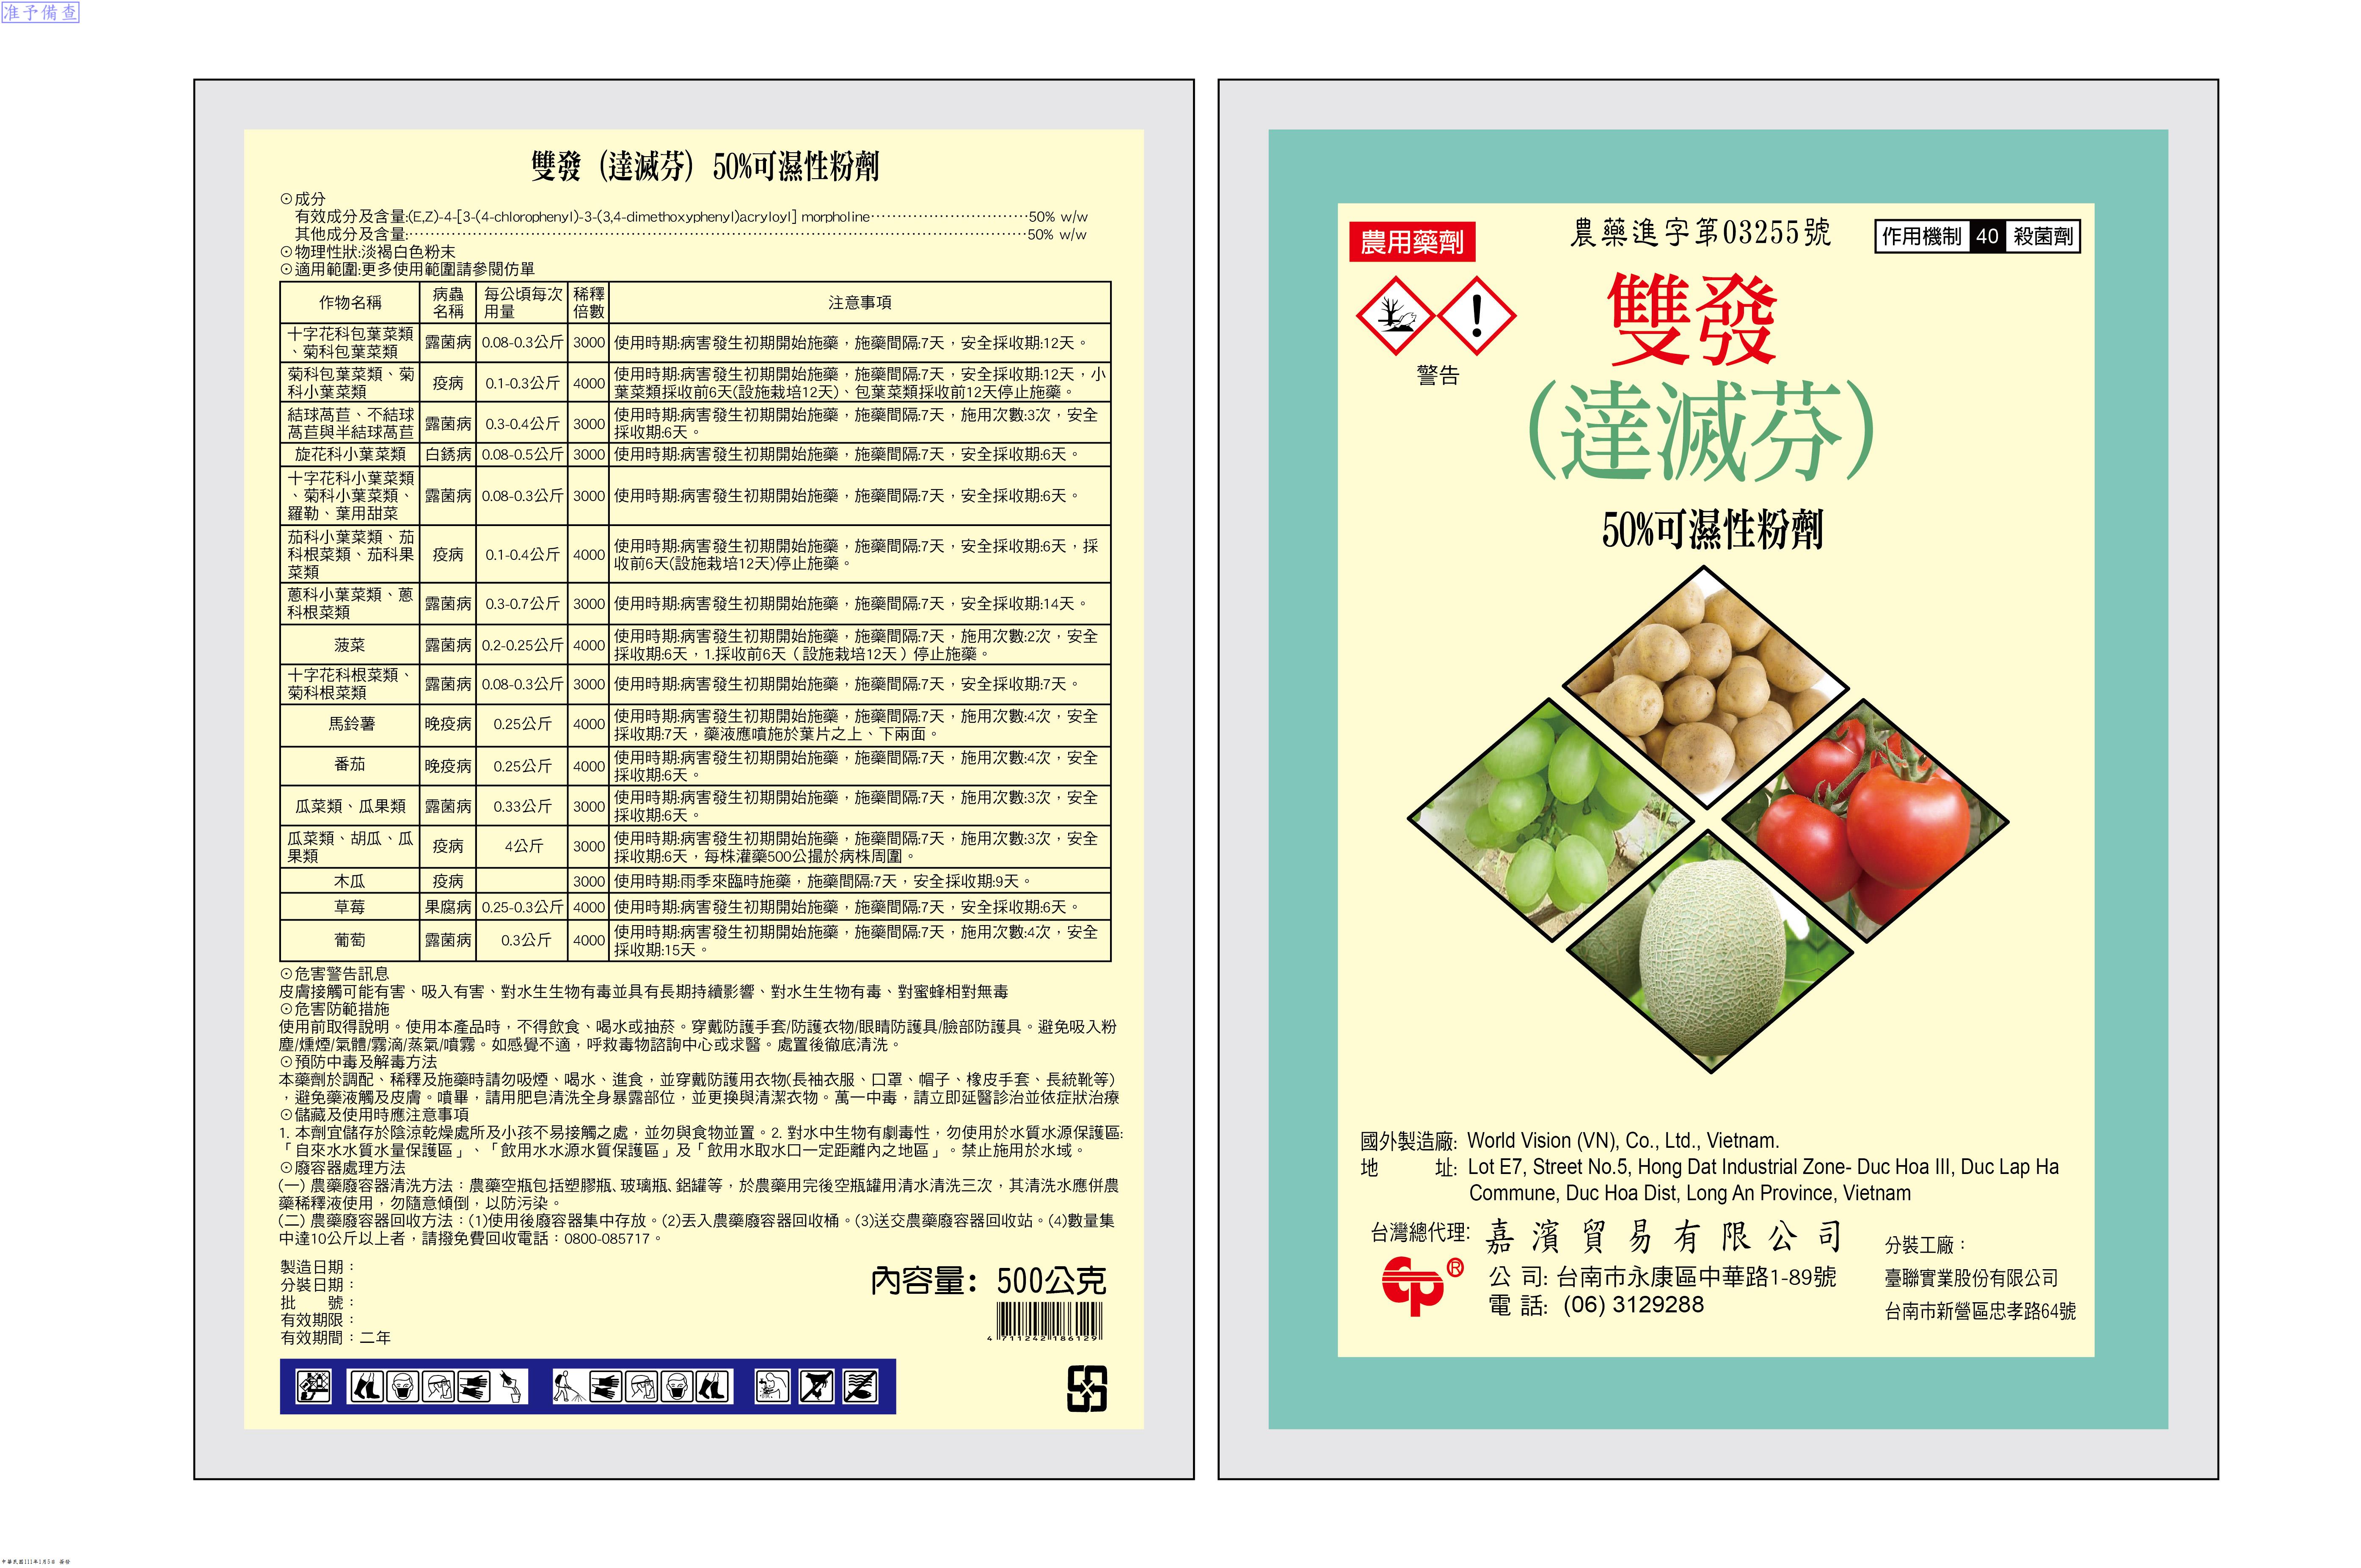 准予備查
雙發（達滅芬）50%可濕性粉劑
⊙成分
有效成分及含量:(E,Z)-4-[3-(4-chlorophenyl)-3-(3,4-dimethoxyphenyl)acryloyl] morpholine‧‧‧‧‧‧‧‧‧‧‧‧‧‧50% w/w
其他成分及含量:‧‧‧‧‧‧‧‧‧‧‧‧‧‧‧‧‧‧‧‧‧‧‧‧‧‧‧‧50% w/w
⊙物理性狀:淡褐白色粉末
⊙適用範圍:更多使用範圍請參閱仿單
作物名稱 病蟲名稱 每公頃每次用量 稀釋倍數 注意事項
十字花科包葉菜類、菊科包葉菜類 露菌病 0.08-0.3公斤 3000 使用時期:病害發生初期開始施藥，施藥間隔:7天，安全採收期:12天。
菊科包葉菜類、菊科小葉菜類 疫病 0.1-0.3公斤 4000 使用時期:病害發生初期開始施藥，施藥間隔:7天，安全採收期:12天，小葉菜類採收前6天(設施栽培12天)、包葉菜類採收前12天停止施藥。
結球萵苣、不結球萵苣與半結球萵苣 露菌病 0.3-0.4公斤 3000 使用時期:病害發生初期開始施藥，施藥間隔:7天，施用次數:3次，安全採收期:6天。
旋花科小葉菜類 白銹病 0.08-0.5公斤 3000 使用時期:病害發生初期開始施藥，施藥間隔:7天，安全採收期:6天。
十字花科小葉菜類、菊科小葉菜類、羅勒、葉用甜菜 露菌病 0.08-0.3公斤 3000 使用時期:病害發生初期開始施藥，施藥間隔:7天，安全採收期:6天。
茄科小葉菜類、茄科根菜類、茄科果菜類 疫病 0.1-0.4公斤 4000 使用時期:病害發生初期開始施藥，施藥間隔:7天，安全採收期:6天，採收前6天(設施栽培12天)停止施藥。
蔥科小葉菜類、蔥科根菜類 露菌病 0.3-0.7公斤 3000 使用時期:病害發生初期開始施藥，施藥間隔:7天，安全採收期:14天。
菠菜 露菌病 0.2-0.25公斤 4000 使用時期:病害發生初期開始施藥，施藥間隔:7天，施用次數:2次，安全採收期:6天，1.採收前6天（設施栽培12天）停止施藥。
十字花科根菜類、菊科根菜類 露菌病 0.08-0.3公斤 3000 使用時期:病害發生初期開始施藥，施藥間隔:7天，安全採收期:7天。
馬鈴薯 晚疫病 0.25公斤 4000 使用時期:病害發生初期開始施藥，施藥間隔:7天，施用次數:4次，安全採收期:7天，藥液應噴施於葉片之上、下兩面。
番茄 晚疫病 0.25公斤 4000 使用時期:病害發生初期開始施藥，施藥間隔:7天，施用次數:4次，安全採收期:6天。
瓜菜類、瓜果類 露菌病 0.33公斤 3000 使用時期:病害發生初期開始施藥，施藥間隔:7天，施用次數:3次，安全採收期:6天。
瓜菜類、胡瓜、瓜果類 疫病 4公斤 3000 使用時期:病害發生初期開始施藥，施藥間隔:7天，施用次數:3次，安全採收期:6天，每株灌藥500公撮於病株周圍。
木瓜 疫病 3000 使用時期:雨季來臨時施藥，施藥間隔:7天，安全採收期:9天。
草莓 果腐病 0.25-0.3公斤 4000 使用時期:病害發生初期開始施藥，施藥間隔:7天，安全採收期:6天。
葡萄 露菌病 0.3公斤 4000 使用時期:病害發生初期開始施藥，施藥間隔:7天，施用次數:4次，安全採收期:15天。
⊙危害警告訊息
皮膚接觸可能有害、吸入有害、對水生生物有毒並具有長期持續影響、對水生生物有毒、對蜜蜂相對無毒
⊙危害防範措施
使用前取得說明。使用本產品時，不得飲食、喝水或抽菸。穿戴防護手套/防護衣物/眼睛防護具/臉部防護具。避免吸入粉
塵/燻煙/氣體/霧滴/蒸氣/噴霧。如感覺不適，呼救毒物諮詢中心或求醫。處置後徹底清洗。
⊙預防中毒及解毒方法
本藥劑於調配、稀釋及施藥時請勿吸煙、喝水、進食，並穿戴防護用衣物(長袖衣服、口罩、帽子、橡皮手套、長統靴等)
，避免藥液觸及皮膚。噴畢，請用肥皂清洗全身暴露部位，並更換與清潔衣物。萬一中毒，請立即延醫診治並依症狀治療
⊙儲藏及使用時應注意事項
1. 本劑宜儲存於陰涼乾燥處所及小孩不易接觸之處，並勿與食物並置。2. 對水中生物有劇毒性，勿使用於水質水源保護區:
「自來水水質水量保護區」、「飲用水水源水質保護區」及「飲用水取水口一定距離內之地區」。禁止施用於水域。
⊙廢容器處理方法
(一) 農藥廢容器清洗方法：農藥空瓶包括塑膠瓶、玻璃瓶、鋁罐等，於農藥用完後空瓶罐用清水清洗三次，其清洗水應併農
藥稀釋液使用，勿隨意傾倒，以防污染。
(二) 農藥廢容器回收方法：(1)使用後廢容器集中存放。(2)丟入農藥廢容器回收桶。(3)送交農藥廢容器回收站。(4)數量集
中達10公斤以上者，請撥免費回收電話：0800-085717。
製造日期：
分裝日期：
批　　號：
有效期限：
有效期間：二年
內容量: 500公克
4 711242 186129
農用藥劑
農藥進字第03255號
作用機制 40 殺菌劑
警告
雙發
（達滅芬）
50%可濕性粉劑
國外製造廠: World Vision (VN), Co., Ltd., Vietnam.
地　　址: Lot E7, Street No.5, Hong Dat Industrial Zone- Duc Hoa III, Duc Lap Ha
Commune, Duc Hoa Dist, Long An Province, Vietnam
台灣總代理: 嘉濱貿易有限公司
®
公 司: 台南市永康區中華路1-89號
電 話: (06) 3129288
分裝工廠：
臺聯實業股份有限公司
台南市新營區忠孝路64號